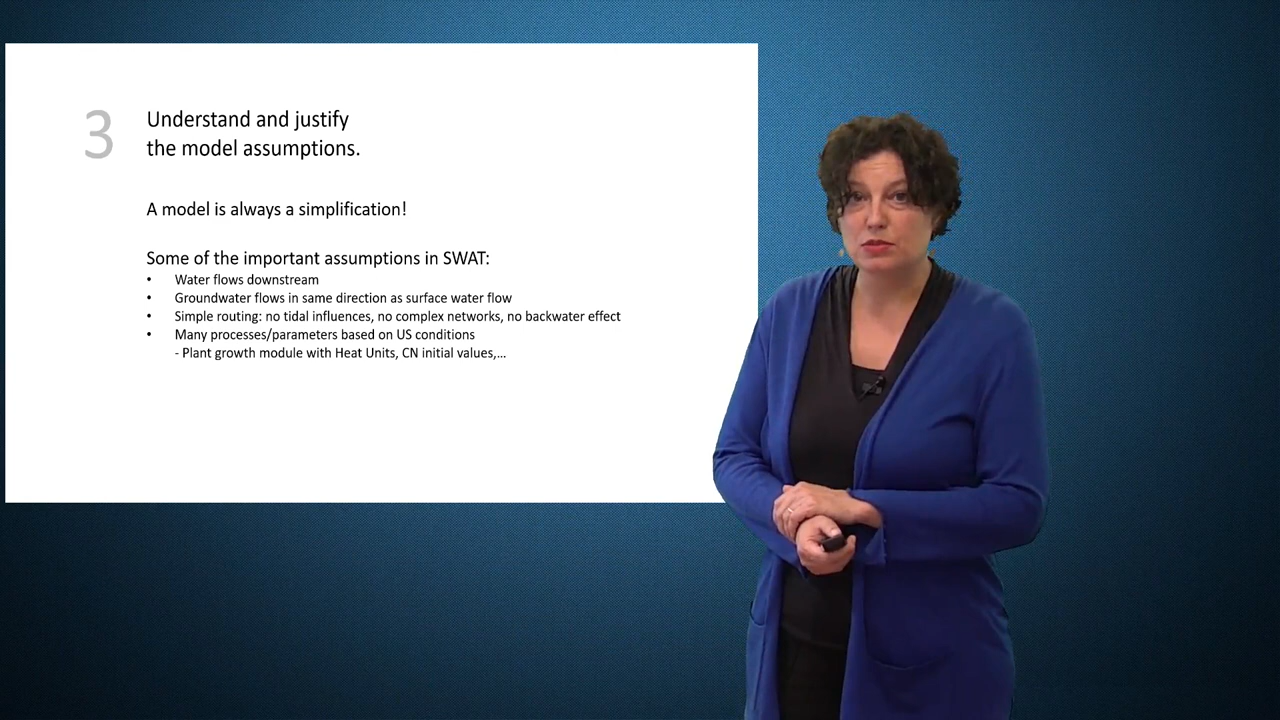 3
Understand and justify
the model assumptions.
A model is always a simplification!
Some of the important assumptions in SWAT:
• Water flows downstream
• Groundwater flows in same direction as surface water flow
• Simple routing: no tidal influences, no complex networks, no backwater effect
• Many processes/parameters based on US conditions
- Plant growth module with Heat Units, CN initial values,...